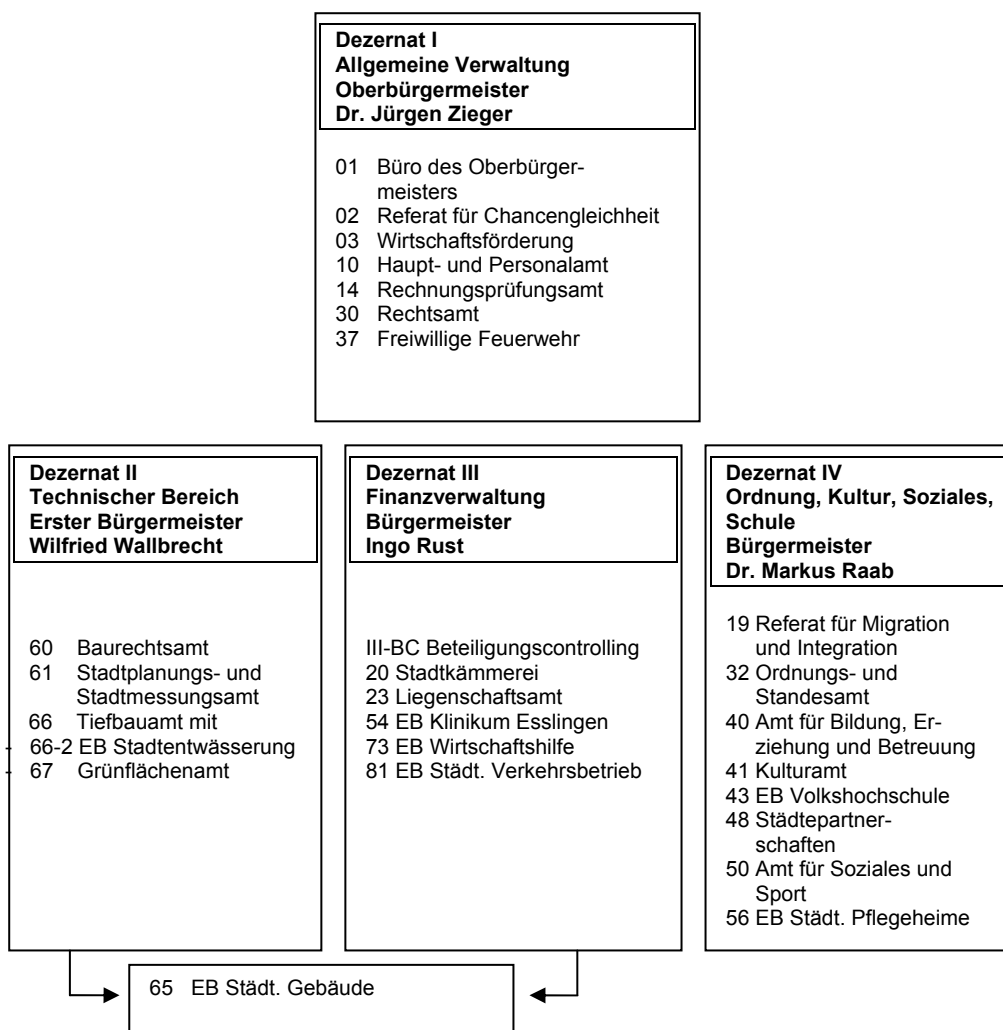 Dezernat I
Allgemeine Verwaltung
Oberbürgermeister
Dr. Jürgen Zieger
01 Büro des Oberbürger-
meisters
02 Referat für Chancengleichheit
03 Wirtschaftsförderung
10 Haupt- und Personalamt
14 Rechnungsprüfungsamt
30 Rechtsamt
37 Freiwillige Feuerwehr
Dezernat II
Technischer Bereich
Erster Bürgermeister
Wilfried Wallbrecht
60 Baurechtsamt
61 Stadtplanungs- und
Stadtmessungsamt
66 Tiefbauamt mit
- 66-2 EB Stadtentwässerung
- 67 Grünflächenamt
Dezernat III
Finanzverwaltung
Bürgermeister
Ingo Rust
III-BC Beteiligungscontrolling
20 Stadtkämmerei
23 Liegenschaftsamt
54 EB Klinikum Esslingen
73 EB Wirtschaftshilfe
81 EB Städt. Verkehrsbetrieb
Dezernat IV
Ordnung, Kultur, Soziales,
Schule
Bürgermeister
Dr. Markus Raab
19 Referat für Migration
und Integration
32 Ordnungs- und
Standesamt
40 Amt für Bildung, Er-
ziehung und Betreuung
41 Kulturamt
43 EB Volkshochschule
48 Städtepartner-
schaften
50 Amt für Soziales und
Sport
56 EB Städt. Pflegeheime
65 EB Städt. Gebäude